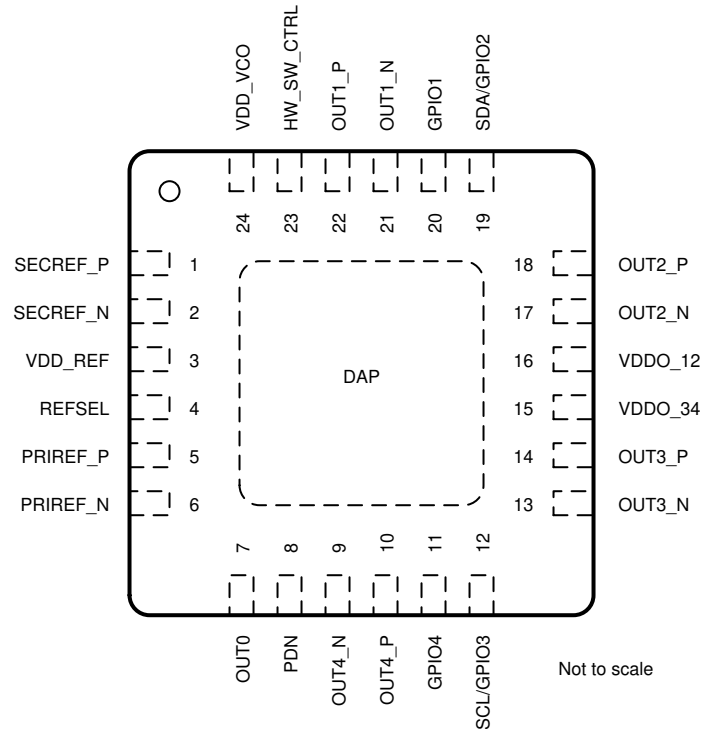 VDD_VCO
HW_SW_CTRL
OUT1_P
OUT1_N
GPIO1
SDA/GPIO2
24
23
22
21
20
19
SECREF_P 1
SECREF_N 2
VDD_REF 3
REFSEL 4
PRIREF_P 5
PRIREF_N 6
DAP
18 OUT2_P
17 OUT2_N
16 VDDO_12
15 VDDO_34
14 OUT3_P
13 OUT3_N
7
8
9
10
11
12
OUT0
PDN
OUT4_N
OUT4_P
GPIO4
SCL/GPIO3
Not to scale